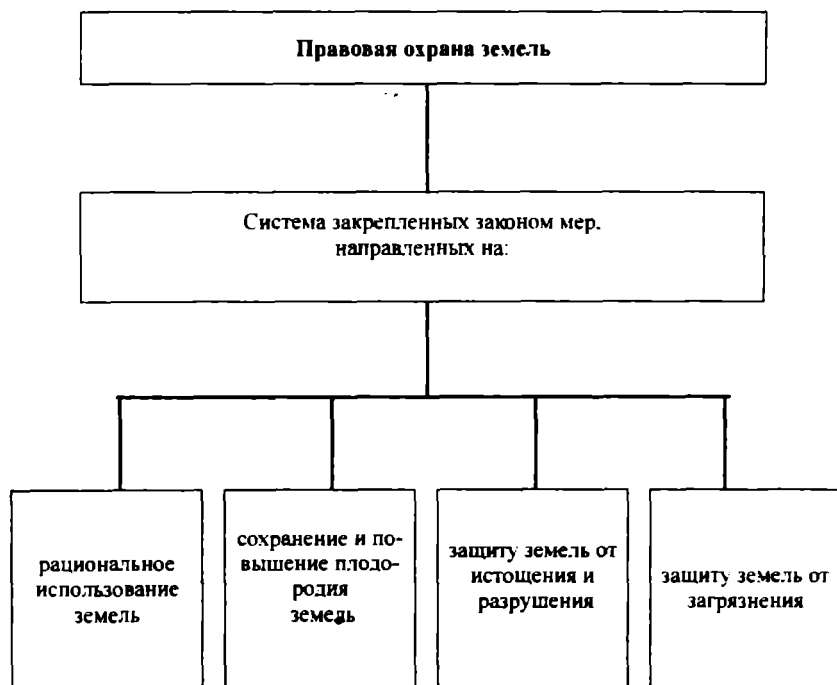 Правовая охрана земель
Система закрепленных законом мер,
направленных на:
рациональное
использование
земель
сохранение и по-
вышение плодо-
родия
земель
защиту земель от
истощения и
разрушения
защиту земель от
загрязнения